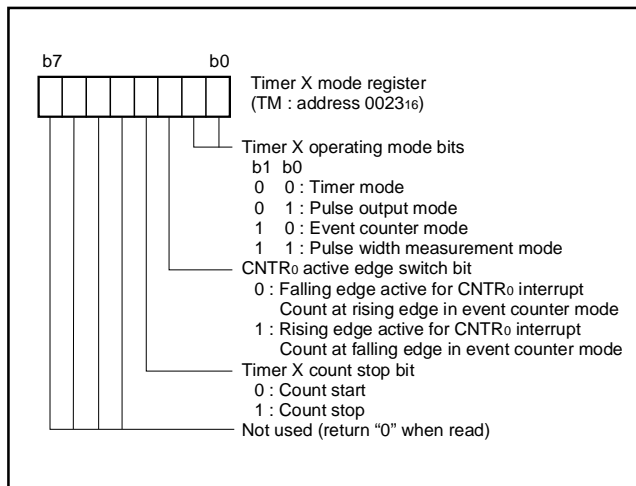 b7 b0
Timer X mode register
(TM : address 0023₁₆)
Timer X operating mode bits
b1 b0
0 0 : Timer mode
0 1 : Pulse output mode
1 0 : Event counter mode
1 1 : Pulse width measurement mode
CNTR₀ active edge switch bit
0 : Falling edge active for CNTR₀ interrupt
Count at rising edge in event counter mode
1 : Rising edge active for CNTR₀ interrupt
Count at falling edge in event counter mode
Timer X count stop bit
0 : Count start
1 : Count stop
Not used (return “0” when read)